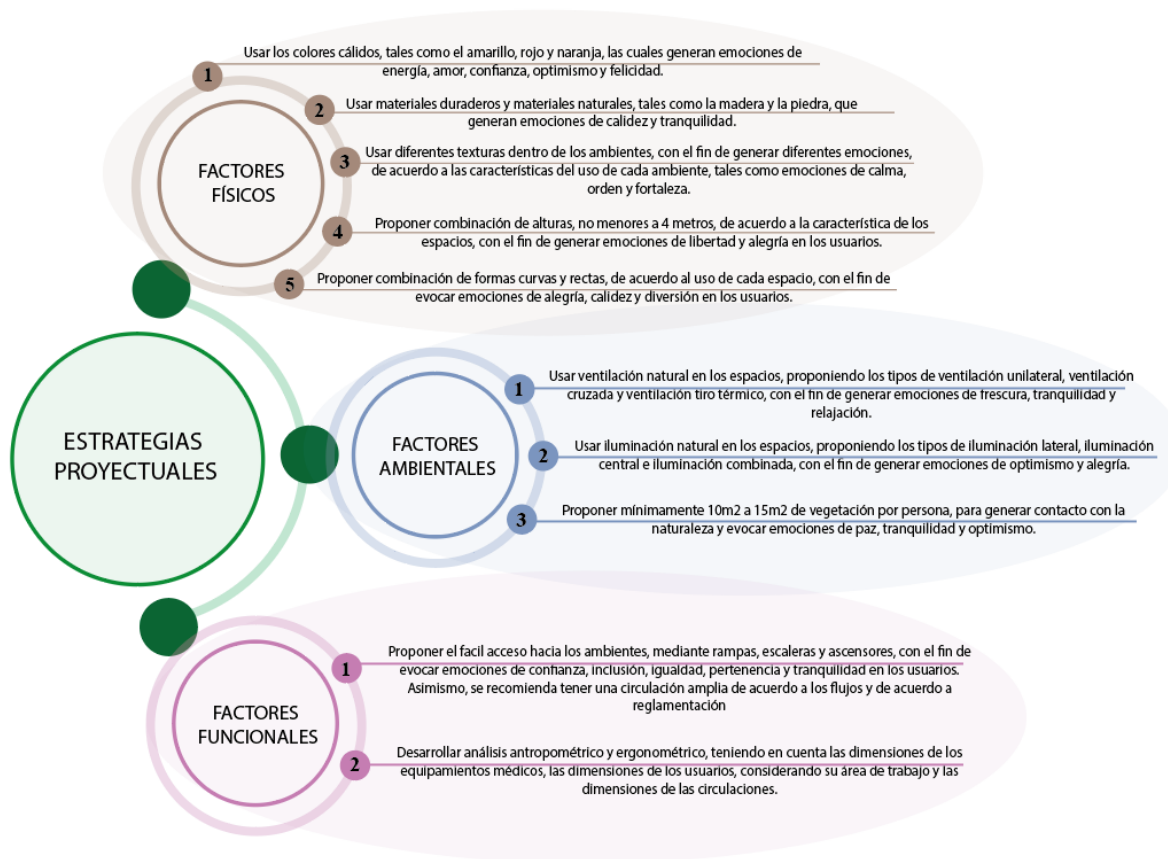 Usar los colores cálidos, tales como el amarillo, rojo y naranja, las cuales generan emociones de
energía, amor, confianza, optimismo y felicidad.
1
2
Usar materiales duraderos y materiales naturales, tales como la madera y la piedra, que
generan emociones de calidez y tranquilidad.
3
Usar diferentes texturas dentro de los ambientes, con el fin de generar diferentes emociones,
de acuerdo a las características del uso de cada ambiente, tales como emociones de calma,
orden y fortaleza.
FACTORES
FÍSICOS
4
Proponer combinación de alturas, no menores a 4 metros, de acuerdo a la característica de los
espacios, con el fin de generar emociones de libertad y alegría en los usuarios.
5
Proponer combinación de formas curvas y rectas, de acuerdo al uso de cada espacio, con el fin de
evocar emociones de alegría, calidez y diversión en los usuarios.
ESTRATEGIAS
PROYECTUALES
FACTORES
AMBIENTALES
1
Usar ventilación natural en los espacios, proponiendo los tipos de ventilación unilateral, ventilación
cruzada y ventilación tiro térmico, con el fin de generar emociones de frescura, tranquilidad y
relajación.
2
Usar iluminación natural en los espacios, proponiendo los tipos de iluminación lateral, iluminación
central e iluminación combinada, con el fin de generar emociones de optimismo y alegría.
3
Proponer mínimamente 10m2 a 15m2 de vegetación por persona, para generar contacto con la
naturaleza y evocar emociones de paz, tranquilidad y optimismo.
FACTORES
FUNCIONALES
1
Proponer el facil acceso hacia los ambientes, mediante rampas, escaleras y ascensores, con el fin de
evocar emociones de confianza, inclusión, igualdad, pertenencia y tranquilidad en los usuarios.
Asimismo, se recomienda tener una circulación amplia de acuerdo a los flujos y de acuerdo a
reglamentación
2
Desarrollar análisis antropométrico y ergonométrico, teniendo en cuenta las dimensiones de los
equipamientos médicos, las dimensiones de los usuarios, considerando su área de trabajo y las
dimensiones de las circulaciones.